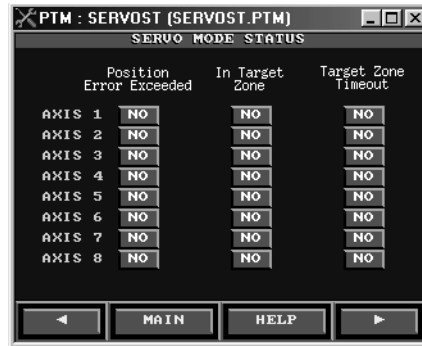 PTM : SERVOST (SERVOST.PTM)
SERVO MODE STATUS
Position In Target Target Zone
Error Exceeded Zone Timeout
AXIS 1 NO NO NO
AXIS 2 NO NO NO
AXIS 3 NO NO NO
AXIS 4 NO NO NO
AXIS 5 NO NO NO
AXIS 6 NO NO NO
AXIS 7 NO NO NO
AXIS 8 NO NO NO
MAIN HELP